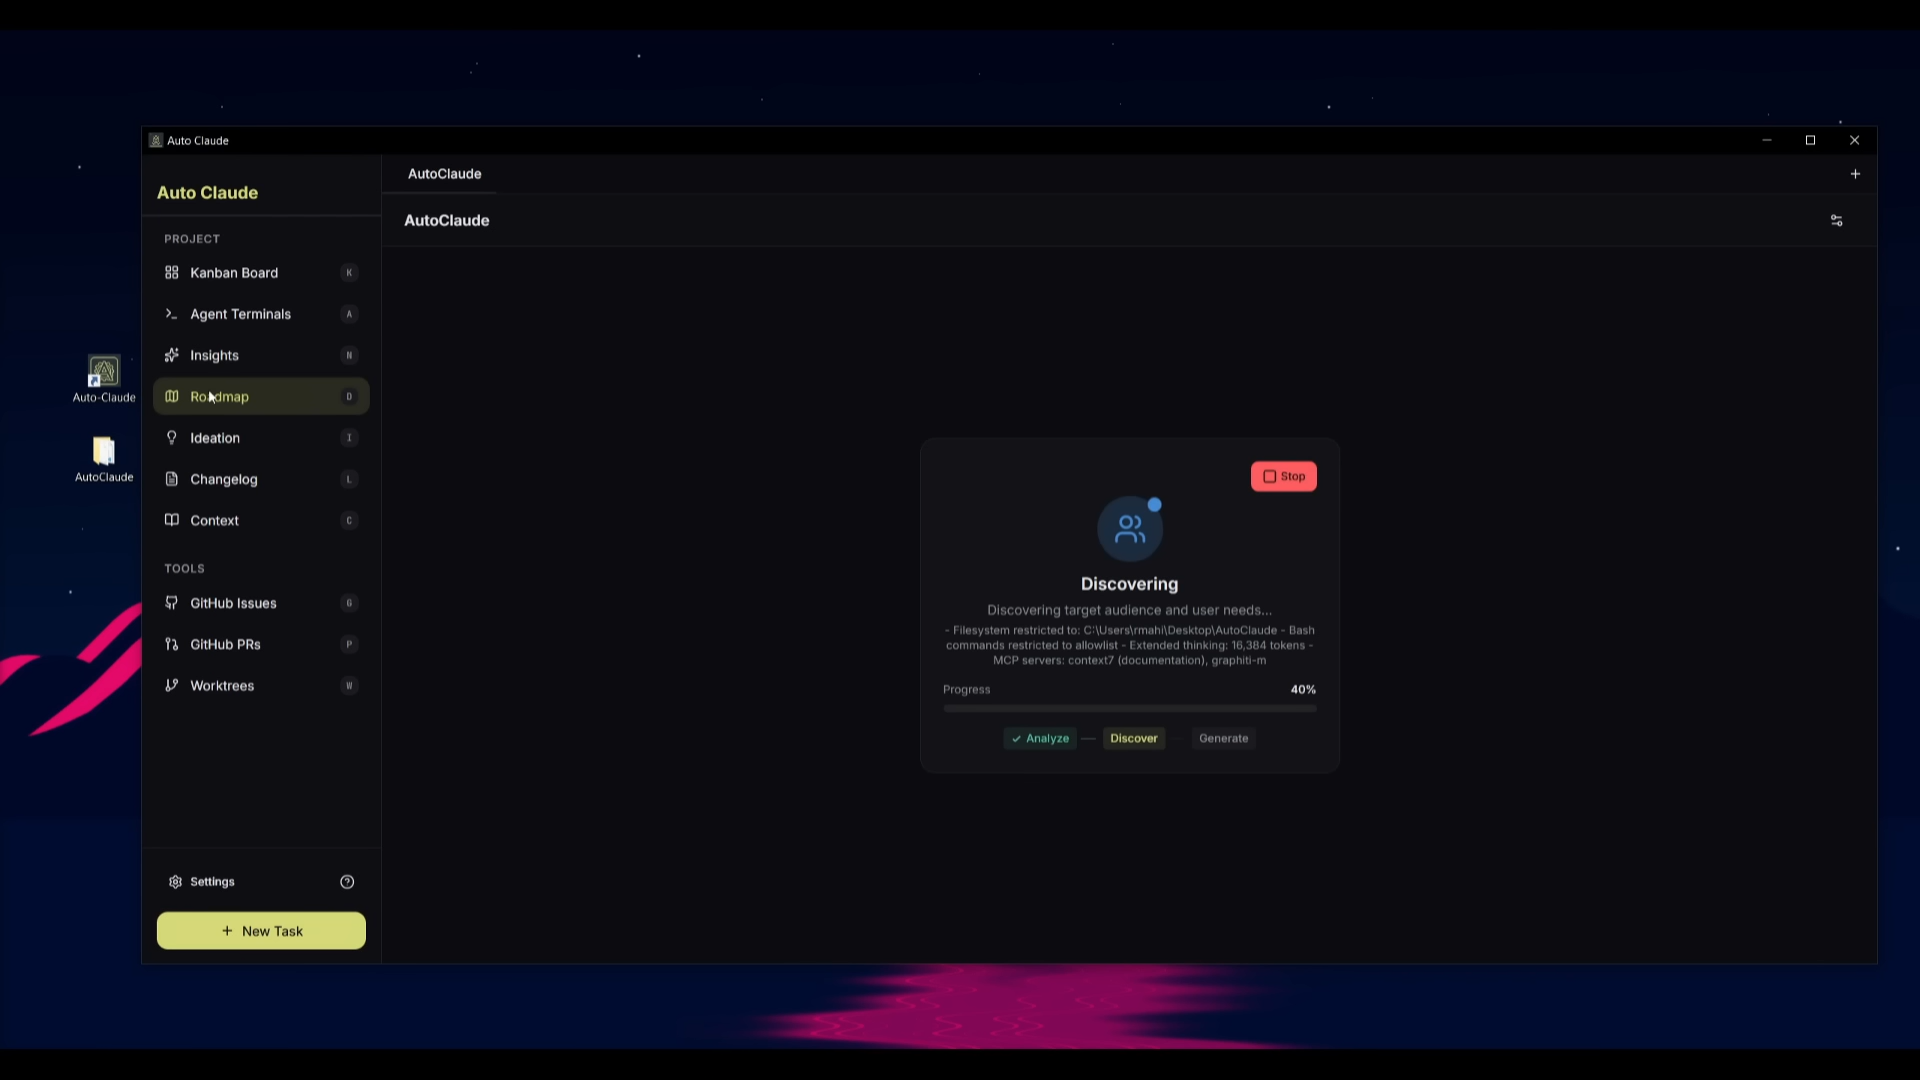 Auto Claude
Auto Claude
PROJECT
Kanban Board K
Agent Terminals A
Insights N
Roadmap D
Ideation I
Changelog L
Context C
TOOLS
GitHub Issues G
GitHub PRs P
Worktrees W
Settings
+ New Task
Auto-Claude
AutoClaude
AutoClaude
AutoClaude
Stop
Discovering
Discovering target audience and user needs...
- Filesystem restricted to: C:\Users\rmahi\Desktop\AutoClaude - Bash
commands restricted to allowlist - Extended thinking: 16,384 tokens -
MCP servers: context7 (documentation), graphiti-m
Progress 40%
Analyze
Discover
Generate